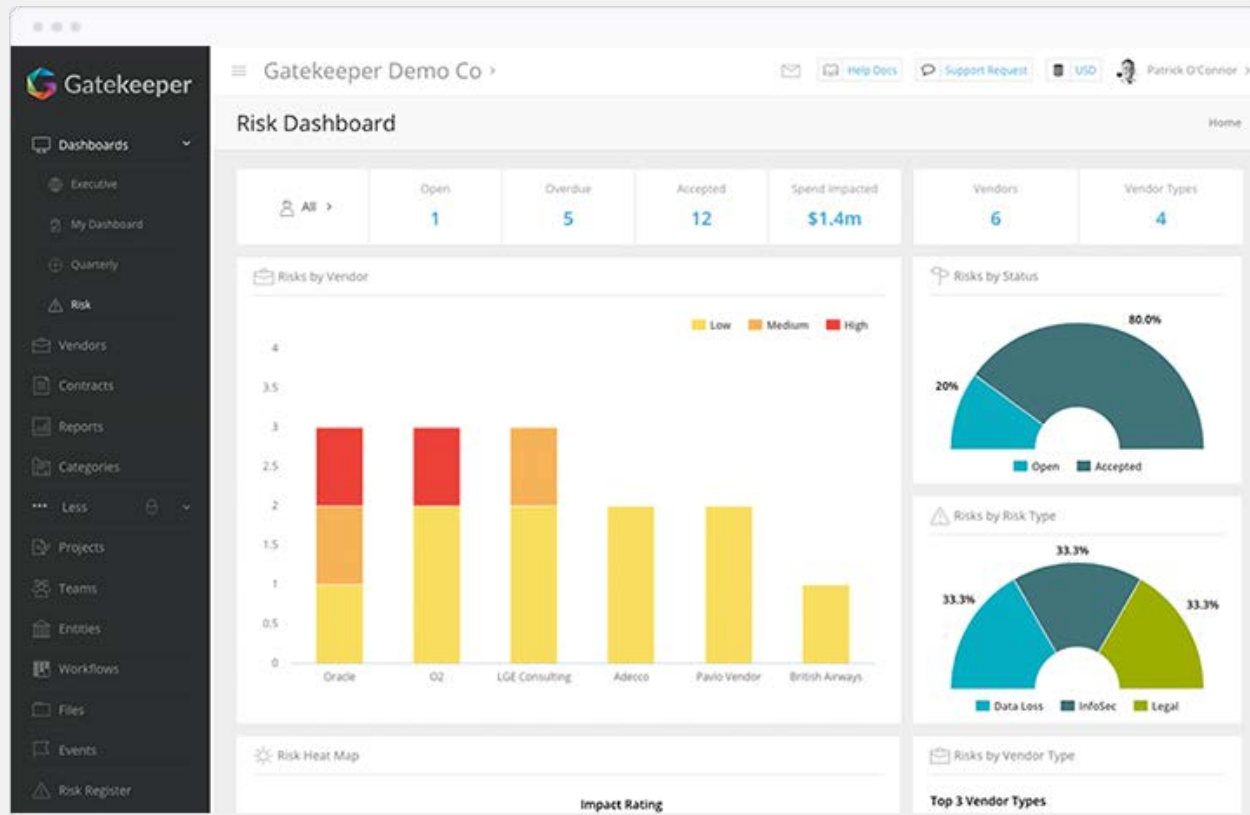 Gatekeeper
Dashboards
Executive
My Dashboard
Quarterly
Risk
Vendors
Contracts
Reports
Categories
Less
Projects
Teams
Entities
Workflows
Files
Events
Risk Register
Gatekeeper Demo Co
Help Docs
Support Request
USD
Patrick O'Connor
Risk Dashboard
Home
All
Open
1
Overdue
5
Accepted
12
Spend Impacted
$1.4m
Vendors
6
Vendor Types
4
Risks by Vendor
Low Medium High
4
3.5
3
2.5
2
1.5
1
0.5
0
Oracle O2 LGE Consulting Adecco Pavlo Vendor British Airways
Risks by Status
80.0%
20%
Open Accepted
Risks by Risk Type
33.3%
33.3%
33.3%
Data Loss InfoSec Legal
Risk Heat Map
Impact Rating
Risks by Vendor Type
Top 3 Vendor Types